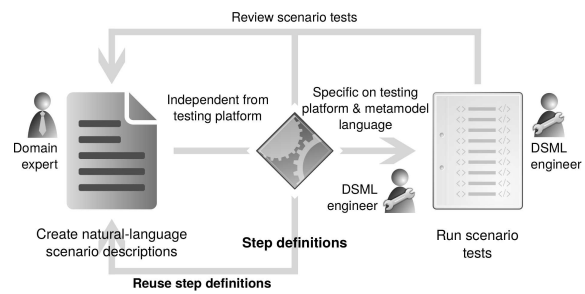 Review scenario tests
Independent from
testing platform
Specific on testing
platform & metamodel
language
Domain
expert
DSML
engineer
DSML
engineer
Create natural-language
scenario descriptions
Step definitions
Run scenario
tests
Reuse step definitions